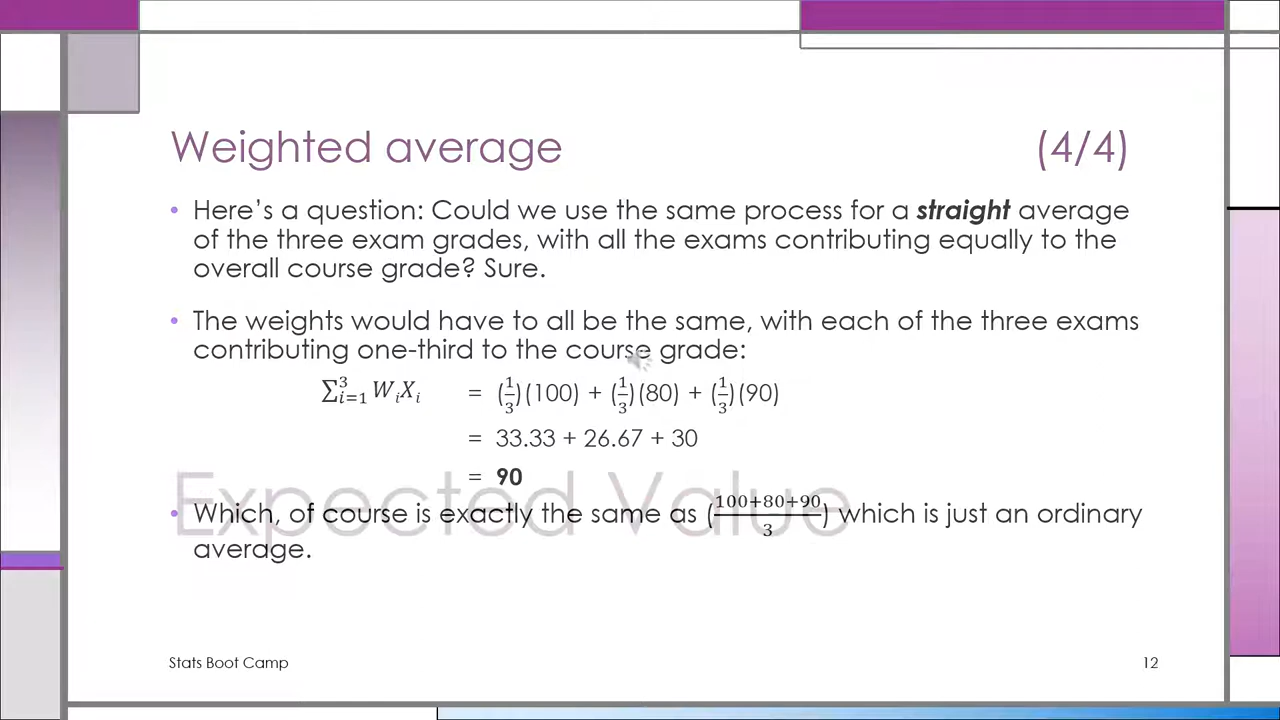 Weighted average (4/4)
• Here's a question: Could we use the same process for a straight average
of the three exam grades, with all the exams contributing equally to the
overall course grade? Sure.
• The weights would have to all be the same, with each of the three exams
contributing one-third to the course grade:
∑³ᵢ₌₁ WᵢXᵢ = (1/3)(100) + (1/3)(80) + (1/3)(90)
= 33.33 + 26.67 + 30
= 90
Expected Value
• Which, of course is exactly the same as (100+80+90/3) which is just an ordinary
average.
Stats Boot Camp 12